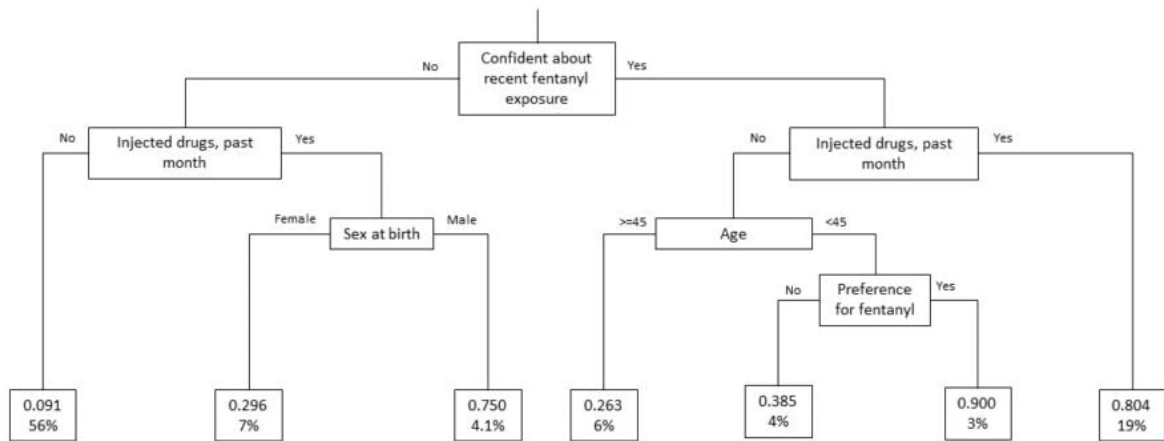 Confident about
recent fentanyl
exposure
No
Yes
Injected drugs, past
month
No
Yes
Injected drugs, past
month
No
Yes
Sex at birth
Female
Male
Age
>=45
<45
Preference
for fentanyl
No
Yes
0.091
56%
0.296
7%
0.750
4.1%
0.263
6%
0.385
4%
0.900
3%
0.804
19%